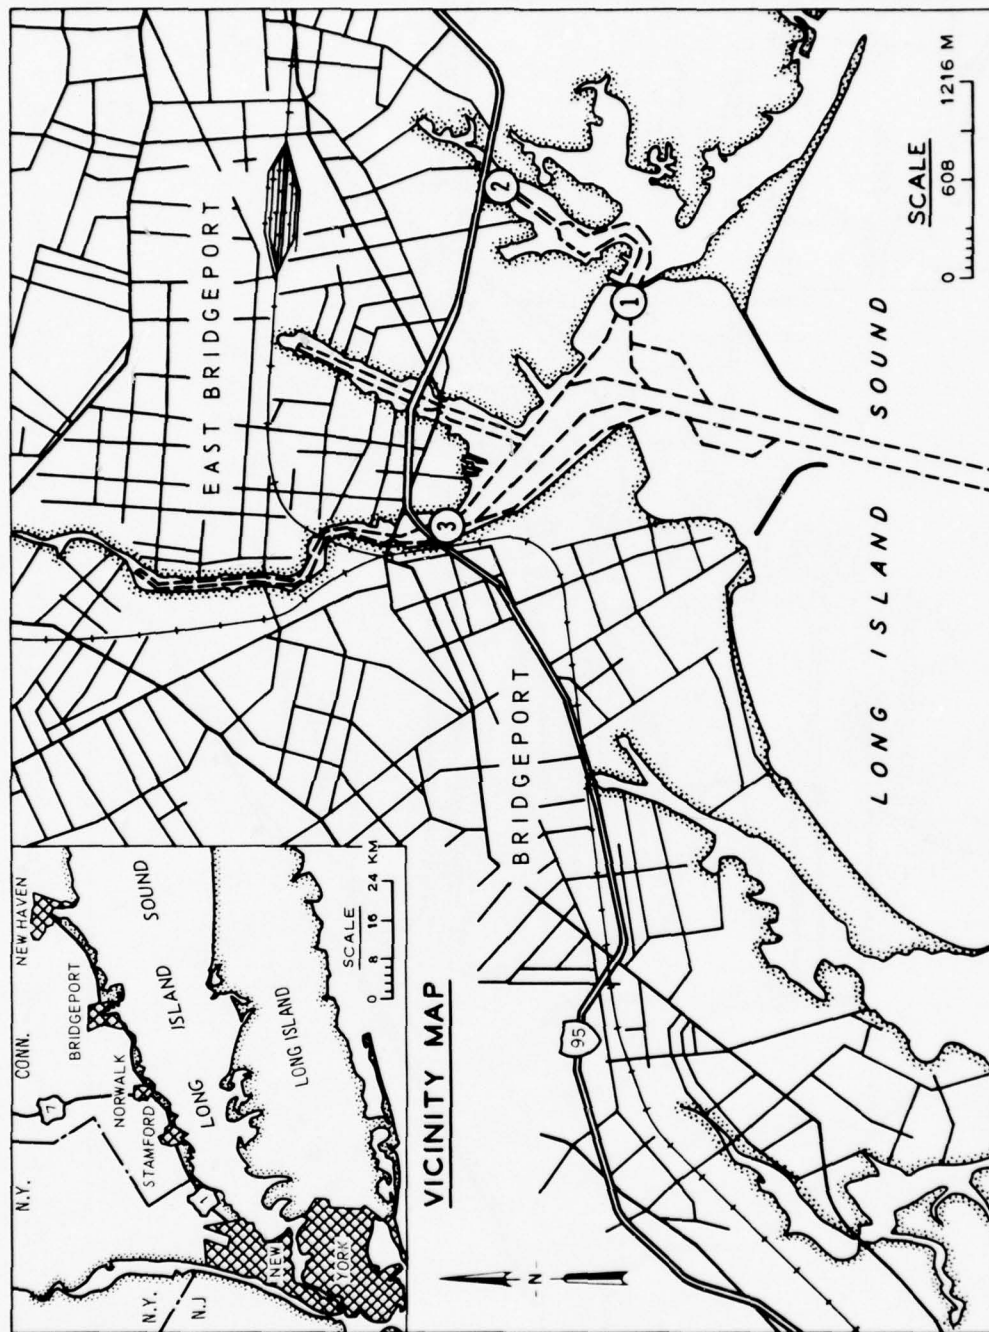 N.Y.
CONN.
NEW HAVEN
7
BRIDGEPORT
NORWALK
STAMFORD
1
N.Y.
N.J
NEW
YORK
LONG
ISLAND
SOUND
LONG ISLAND
SCALE
0 8 16 24 KM
VICINITY MAP
N
95
BRIDGEPORT
EAST BRIDGEPORT
3
2
1
LONG ISLAND SOUND
SCALE
0 608 1216 M